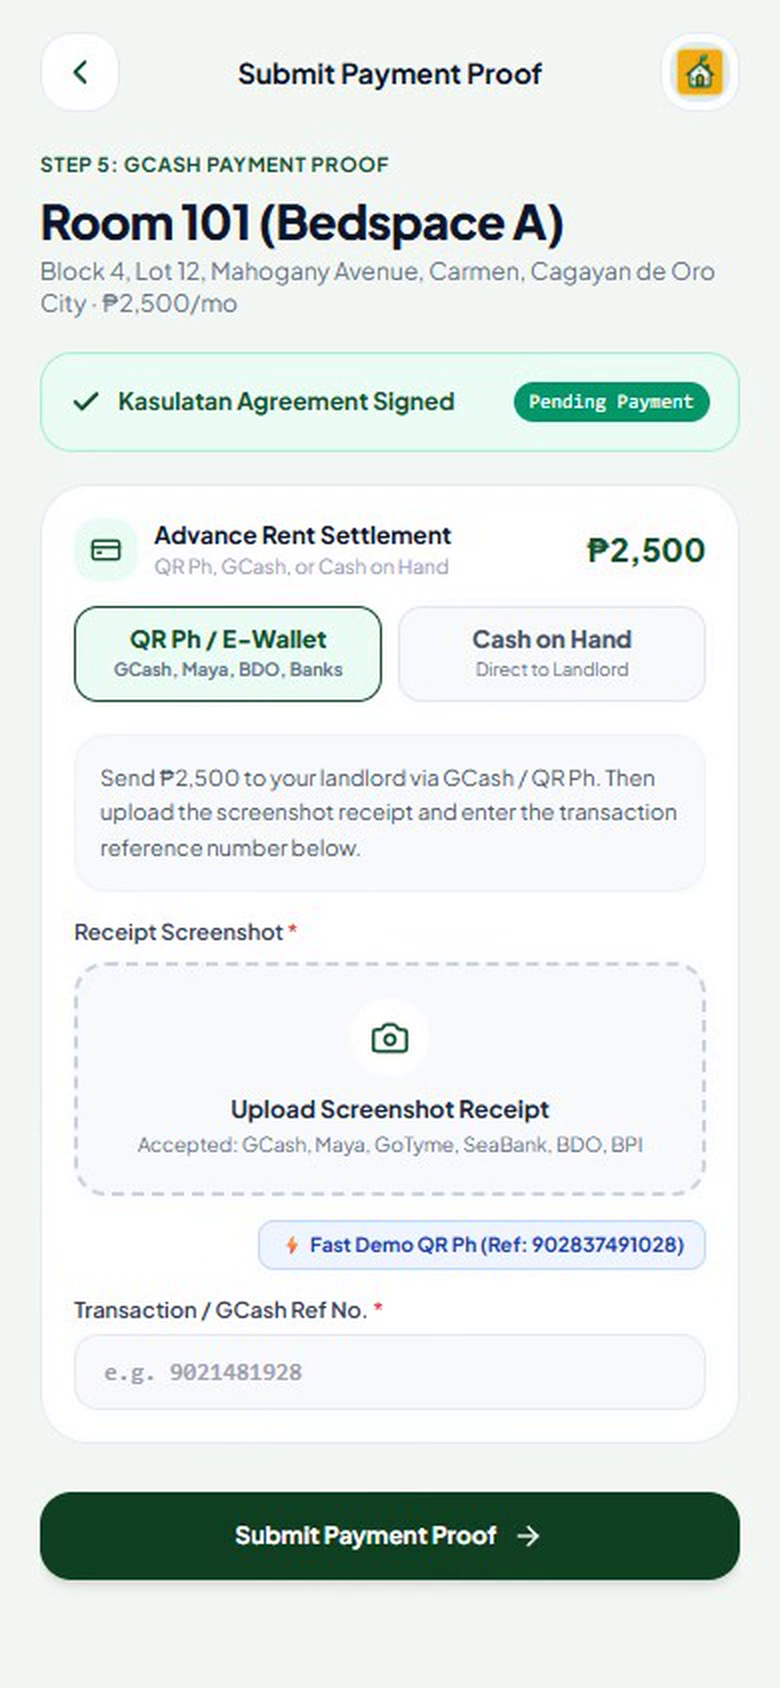 Submit Payment Proof
STEP 5: GCASH PAYMENT PROOF
Room 101 (Bedspace A)
Block 4, Lot 12, Mahogany Avenue, Carmen, Cagayan de Oro
City · ₱2,500/mo
Kasulatan Agreement Signed
Pending Payment
Advance Rent Settlement
QR Ph, GCash, or Cash on Hand
₱2,500
QR Ph / E-Wallet
GCash, Maya, BDO, Banks
Cash on Hand
Direct to Landlord
Send ₱2,500 to your landlord via GCash / QR Ph. Then
upload the screenshot receipt and enter the transaction
reference number below.
Receipt Screenshot *
Upload Screenshot Receipt
Accepted: GCash, Maya, GoTyme, SeaBank, BDO, BPI
Fast Demo QR Ph (Ref: 902837491028)
Transaction / GCash Ref No. *
e.g. 9021481928
Submit Payment Proof →